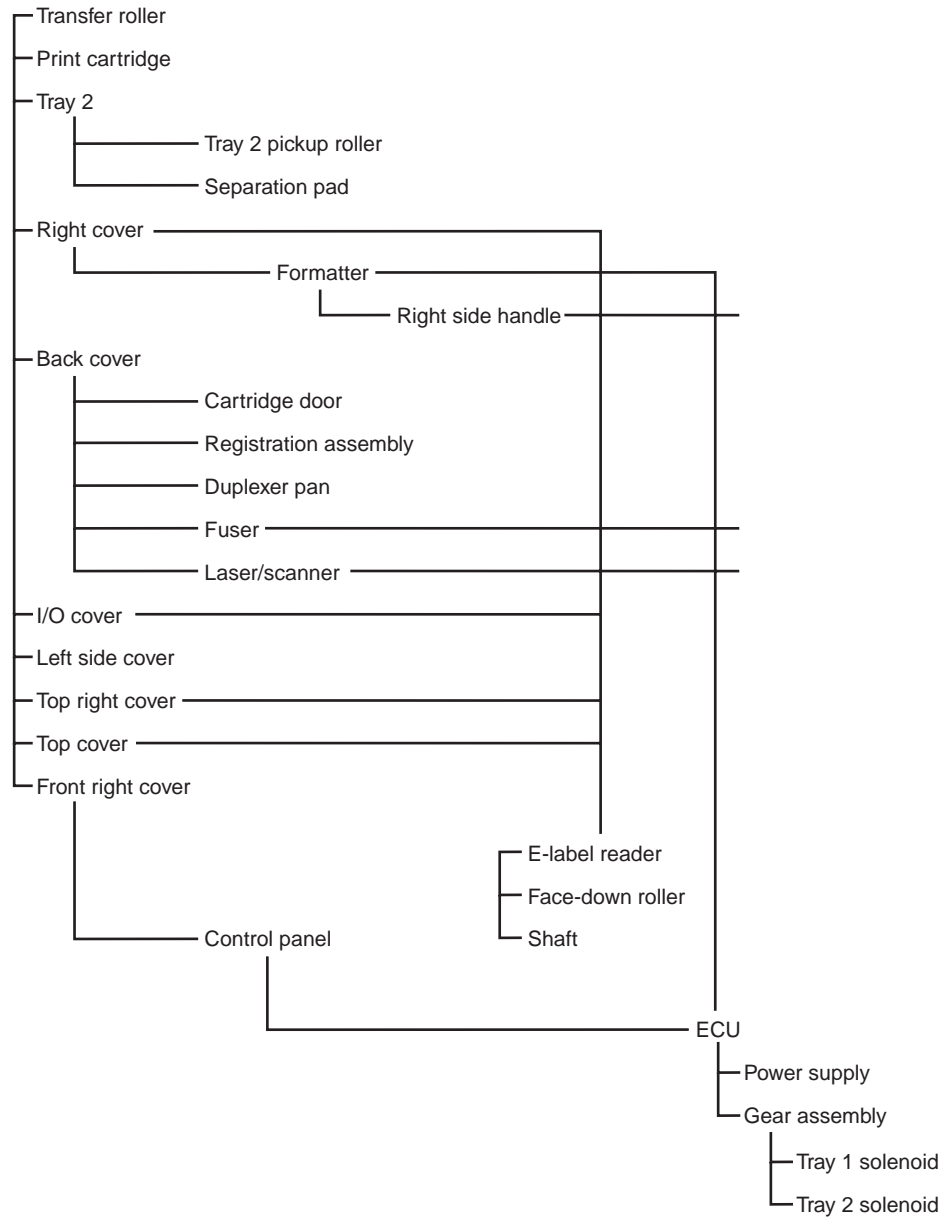 Transfer roller
Print cartridge
Tray 2
Tray 2 pickup roller
Separation pad
Right cover
Formatter
Right side handle
Back cover
Cartridge door
Registration assembly
Duplexer pan
Fuser
Laser/scanner
I/O cover
Left side cover
Top right cover
Top cover
Front right cover
E-label reader
Face-down roller
Control panel
Shaft
ECU
Power supply
Gear assembly
Tray 1 solenoid
Tray 2 solenoid